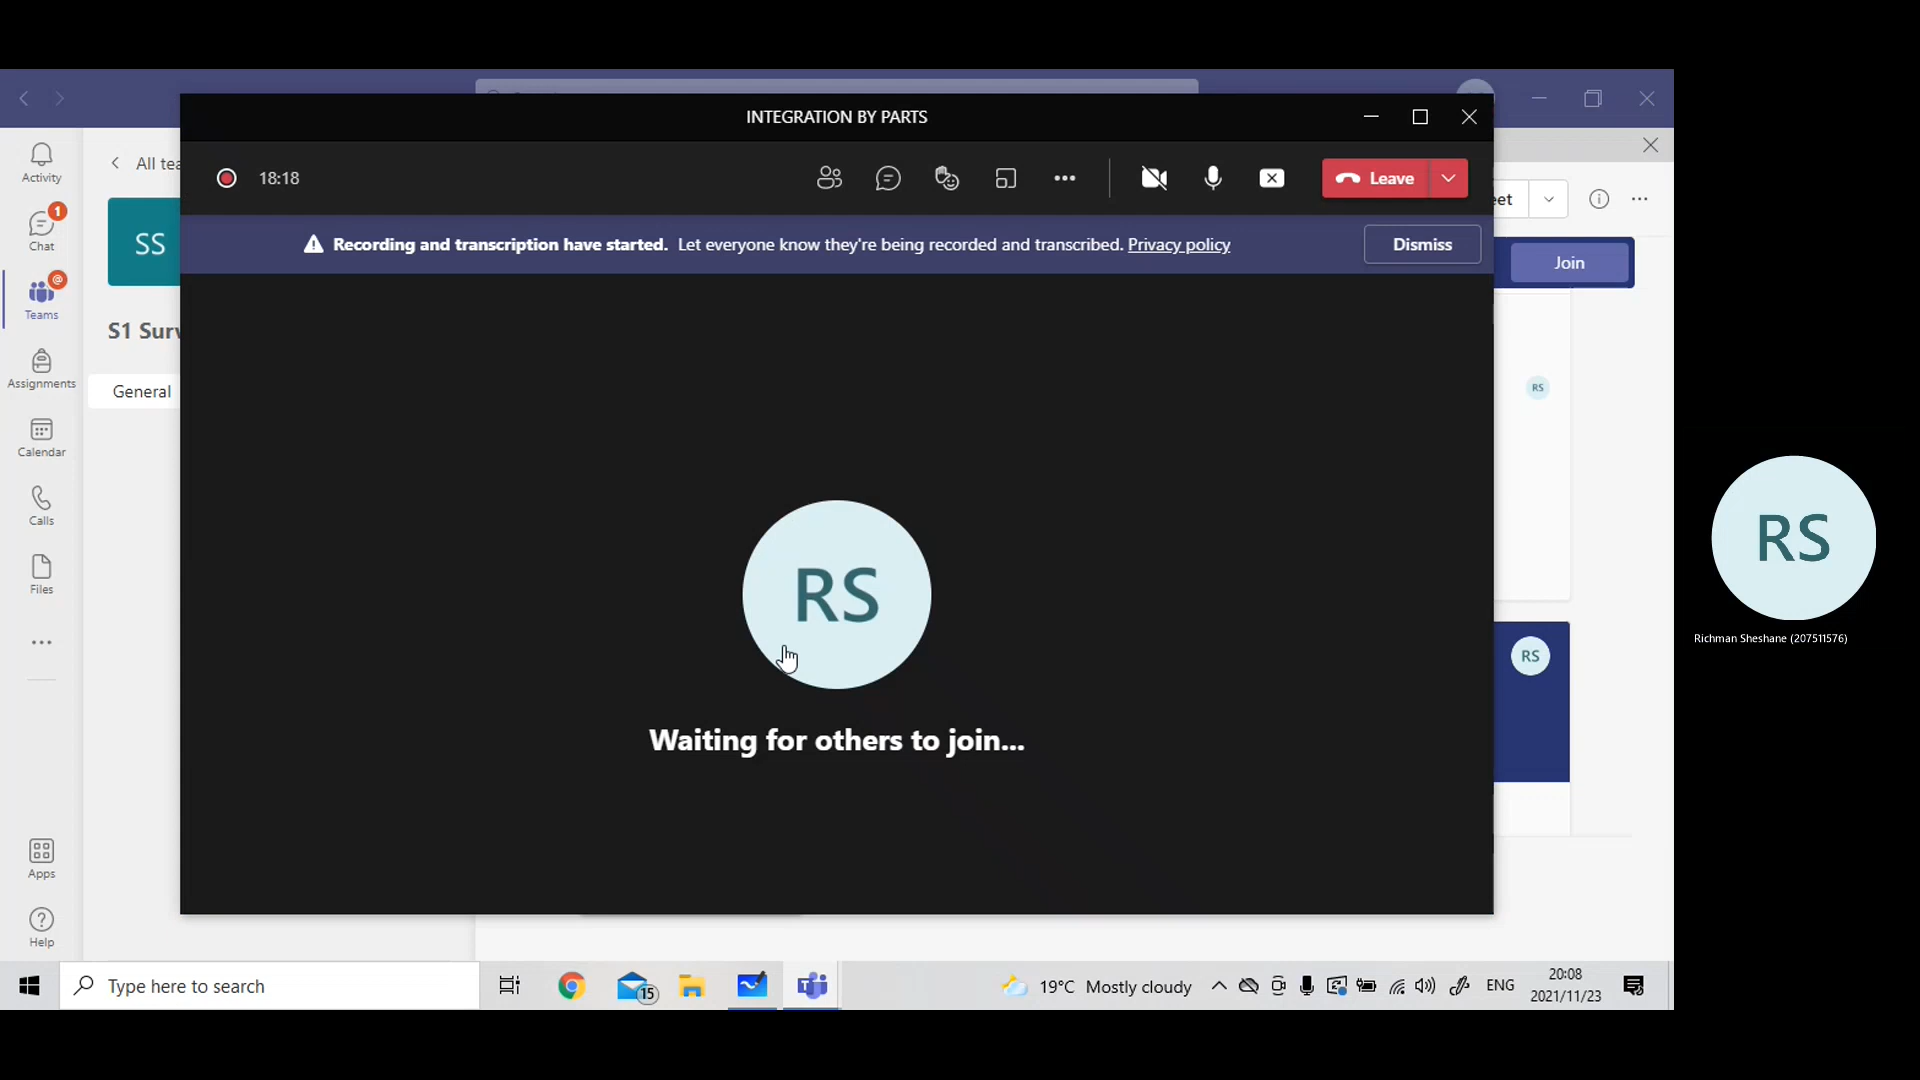 INTEGRATION BY PARTS
18:18
Leave
Recording and transcription have started. Let everyone know they're being recorded and transcribed. Privacy policy
Dismiss
Activity
Chat
1
Teams
@
Assignments
Calendar
Calls
Files
Apps
Help
All tea
SS
S1 Surv
General
eet
Join
RS
RS
RS
Waiting for others to join...
RS
Richman Sheshane (207511576)
Type here to search
15
19°C Mostly cloudy
ENG
20:08
2021/11/23